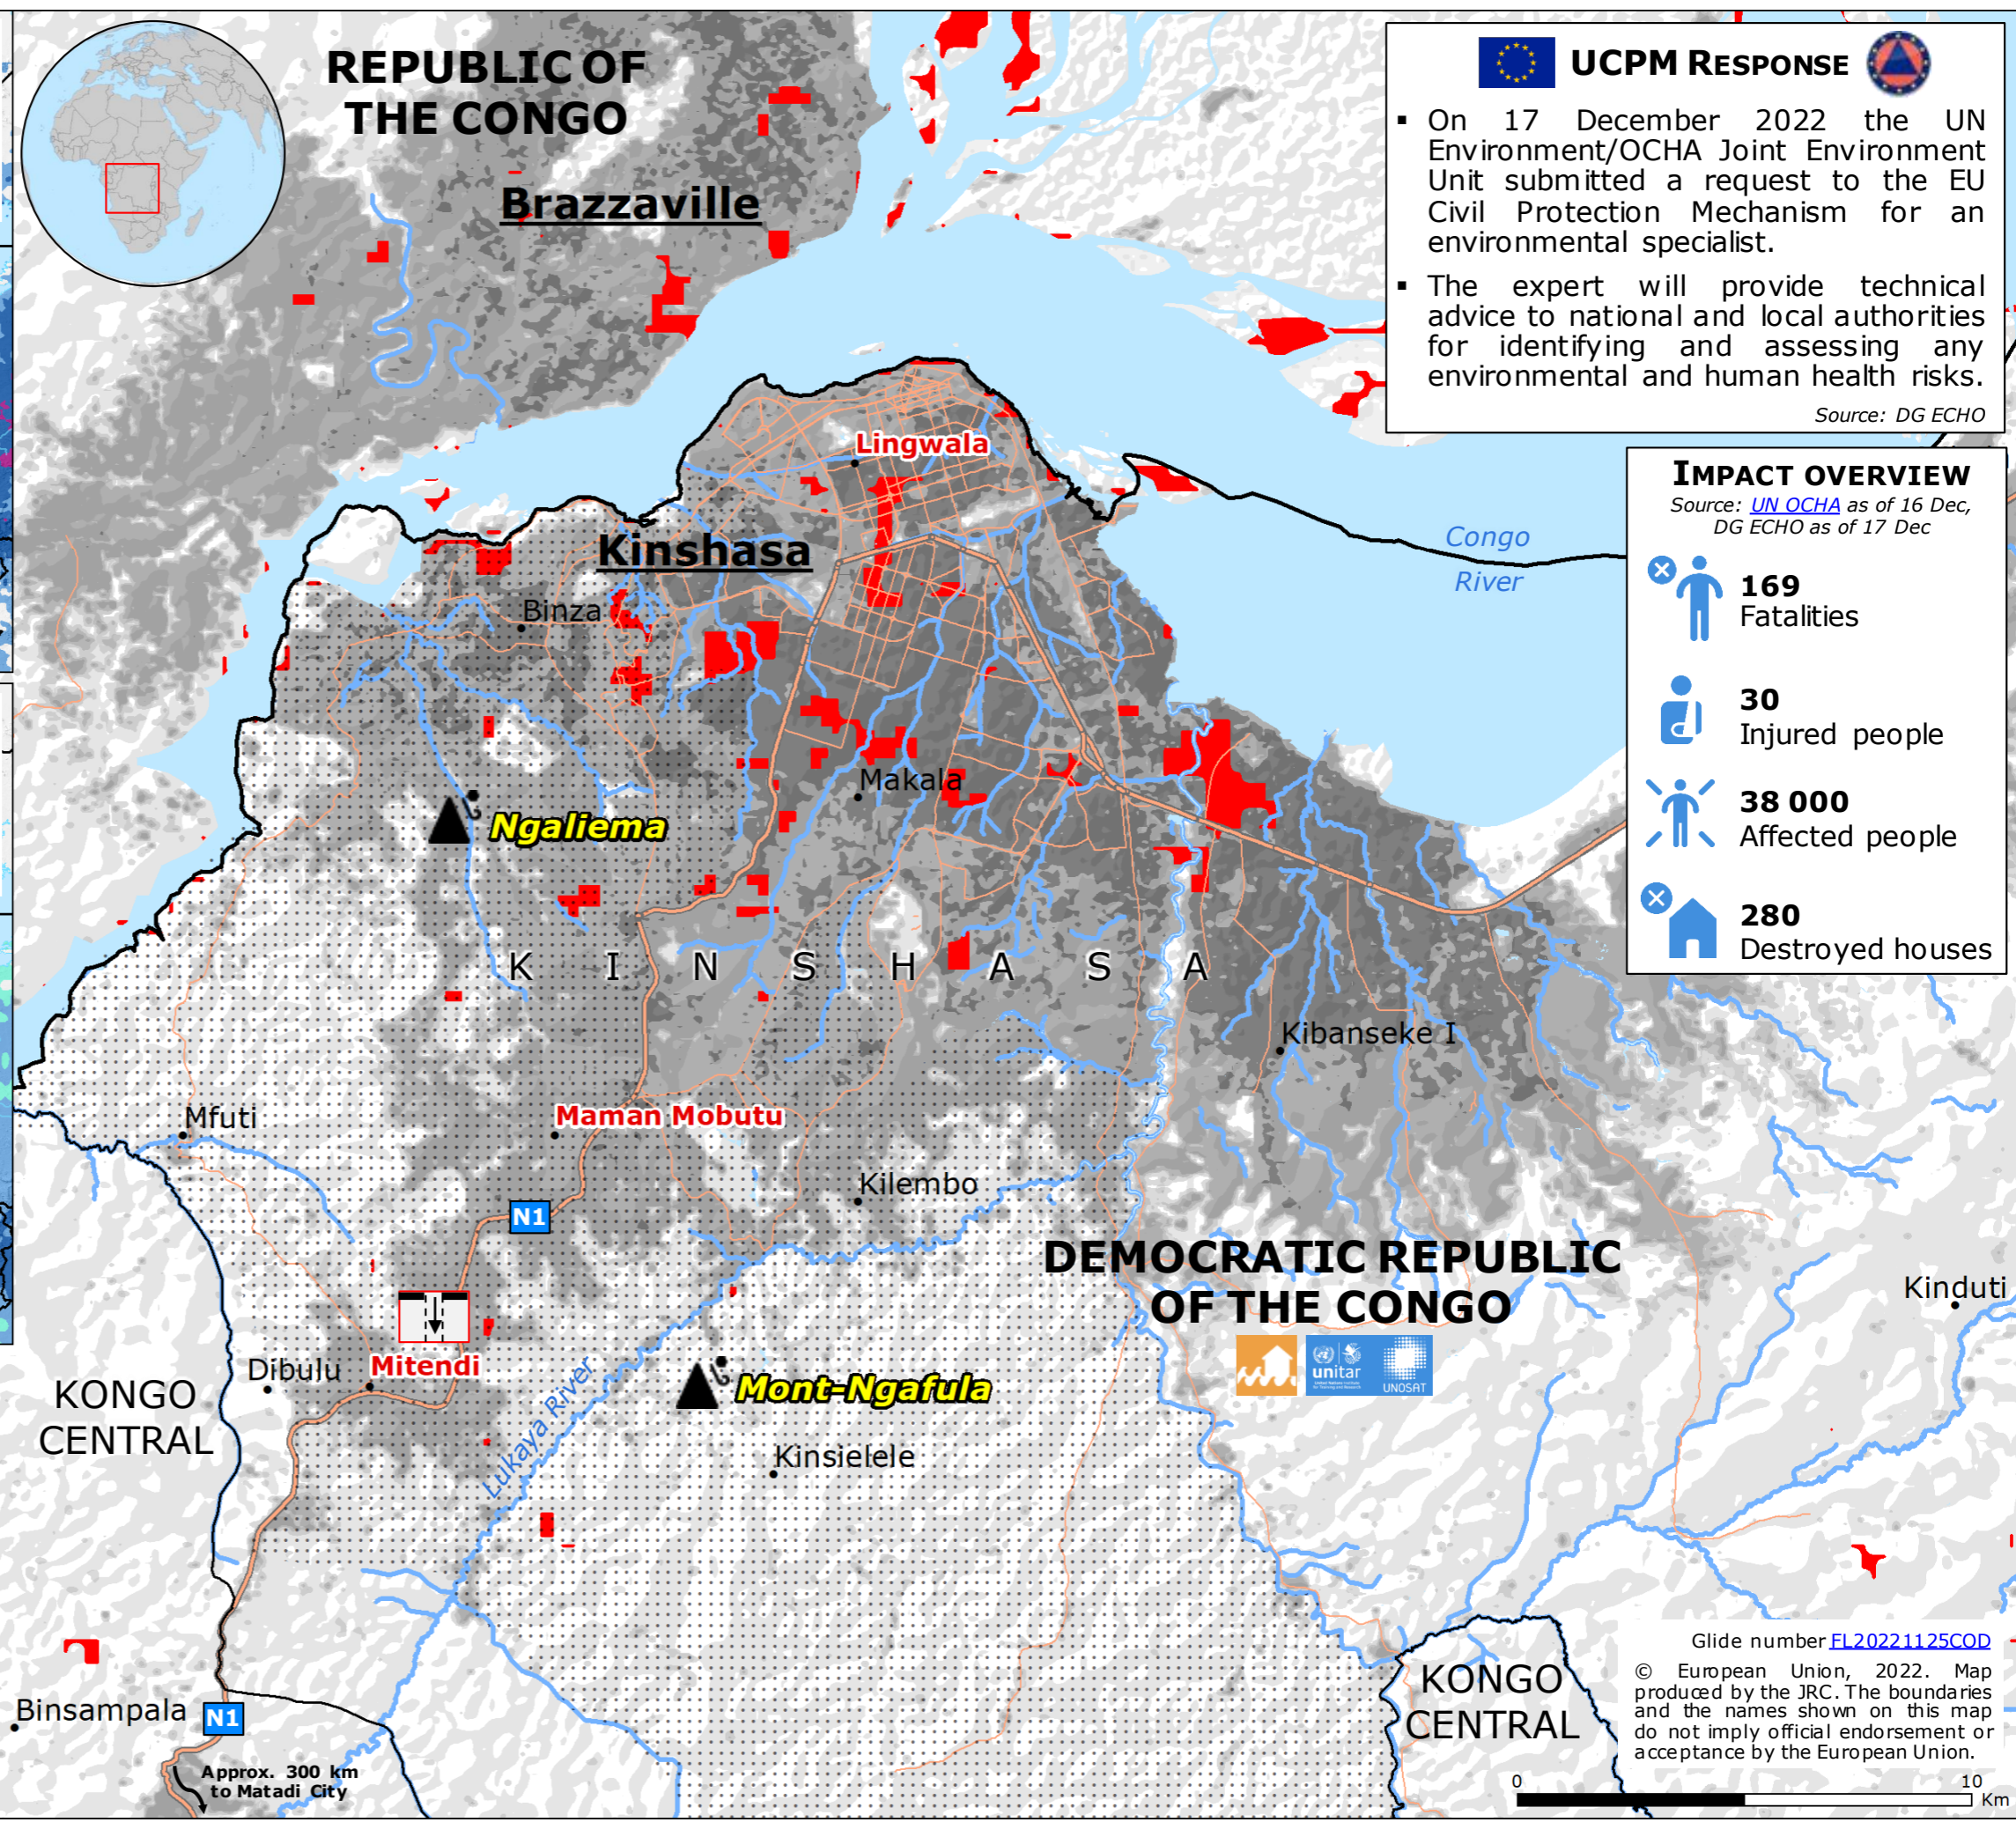 REPUBLIC OF
THE CONGO
Brazzaville
UCPM RESPONSE
▪ On 17 December 2022 the UN
Environment/OCHA Joint Environment
Unit submitted a request to the EU
Civil Protection Mechanism for an
environmental specialist.
▪ The expert will provide technical
advice to national and local authorities
for identifying and assessing any
environmental and human health risks.
Source: DG ECHO
IMPACT OVERVIEW
Source: UN OCHA as of 16 Dec,
DG ECHO as of 17 Dec
169
Fatalities
30
Injured people
38 000
Affected people
280
Destroyed houses
Lingwala
Congo
River
Kinshasa
Binza
Makala
Ngaliema
K I N S H A S A
Kibanseke I
Mfuti
Maman Mobutu
Kilembo
N1
DEMOCRATIC REPUBLIC
OF THE CONGO
unitar
UNOSAT
Kinduti
Dibulu
Mitendi
KONGO
CENTRAL
Lukaya River
Mont-Ngafula
Kinsielele
KONGO
CENTRAL
Binsampala
N1
Approx. 300 km
to Matadi City
Glide number FL20221125COD
© European Union, 2022. Map
produced by the JRC. The boundaries
and the names shown on this map
do not imply official endorsement or
acceptance by the European Union.
0 10
Km